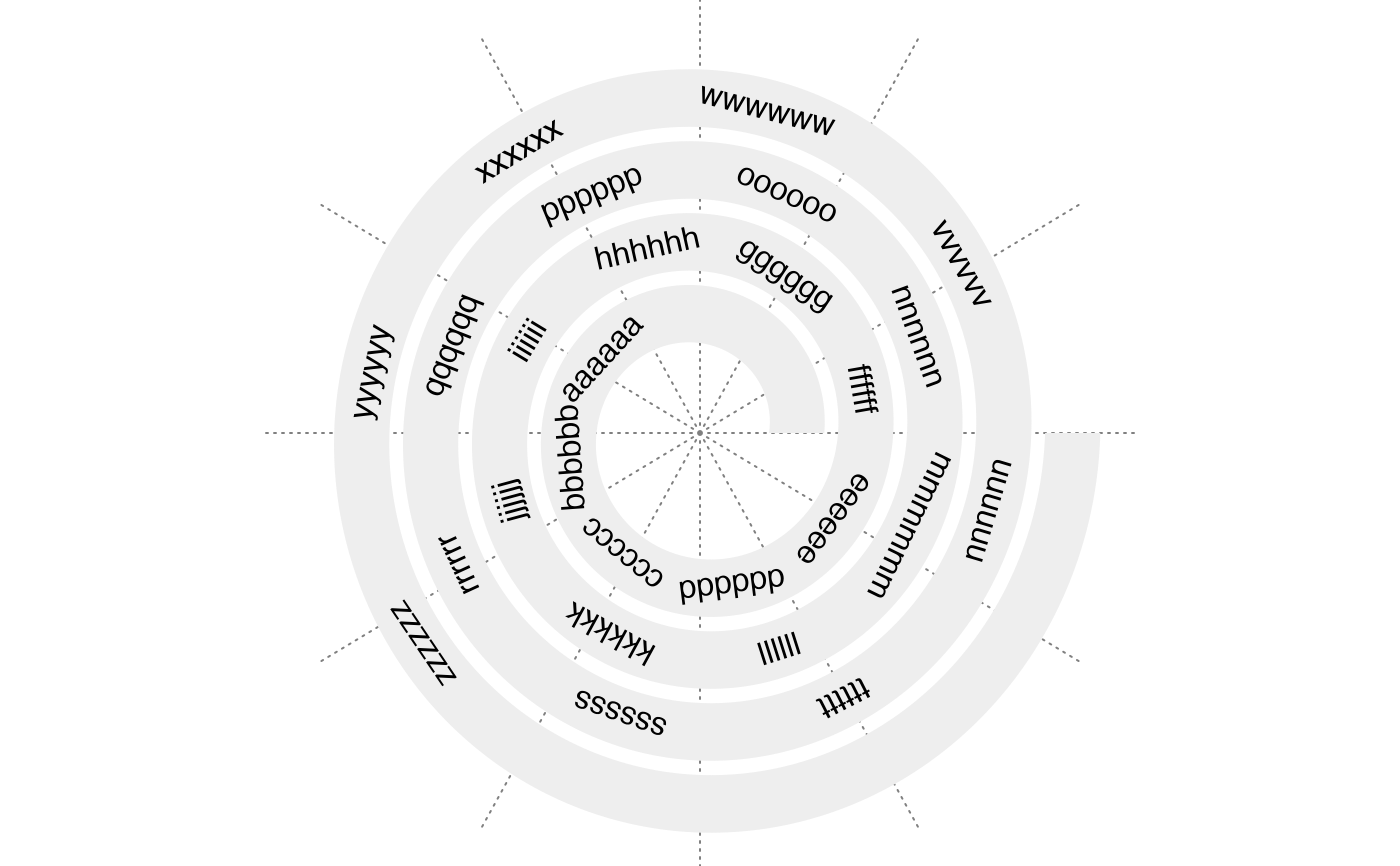 aaaaaa
bbbbbb
cccccc
dddddd
eeeeee
ffffff
gggggg
hhhhhh
iiiiii
jjjjjj
kkkkkk
llllll
mmmmmm
nnnnnn
oooooo
pppppp
qqqqqq
rrrrrr
ssssss
tttttt
uuuuuu
vvvvvv
wwwwww
xxxxxx
yyyyyy
zzzzzz